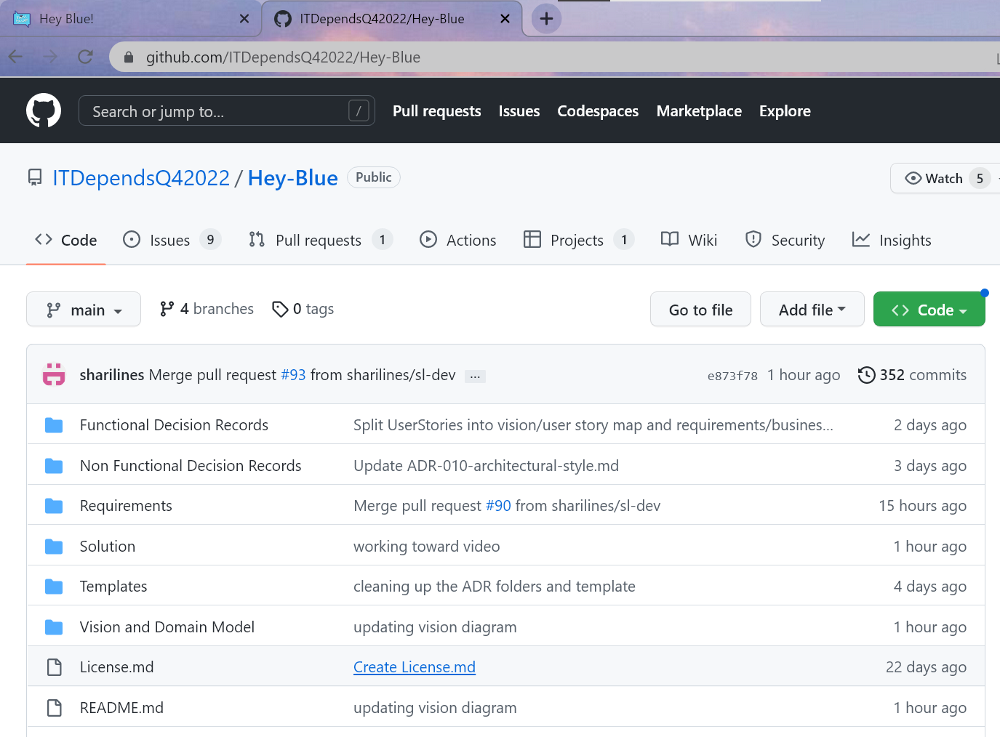 Hey Blue!
ITDependsQ42022/Hey-Blue
github.com/ITDependsQ42022/Hey-Blue
Search or jump to... /
Pull requests Issues Codespaces Marketplace Explore
ITDependsQ42022 / Hey-Blue Public
Watch 5
Code Issues 9 Pull requests 1 Actions Projects 1 Wiki Security Insights
main 4 branches 0 tags Go to file Add file Code
sharilines Merge pull request #93 from sharilines/sl-dev ... e873f78 1 hour ago 352 commits
Functional Decision Records Split UserStories into vision/user story map and requirements/busines... 2 days ago
Non Functional Decision Records Update ADR-010-architectural-style.md 3 days ago
Requirements Merge pull request #90 from sharilines/sl-dev 15 hours ago
Solution working toward video 1 hour ago
Templates cleaning up the ADR folders and template 4 days ago
Vision and Domain Model updating vision diagram 1 hour ago
License.md Create License.md 22 days ago
README.md updating vision diagram 1 hour ago